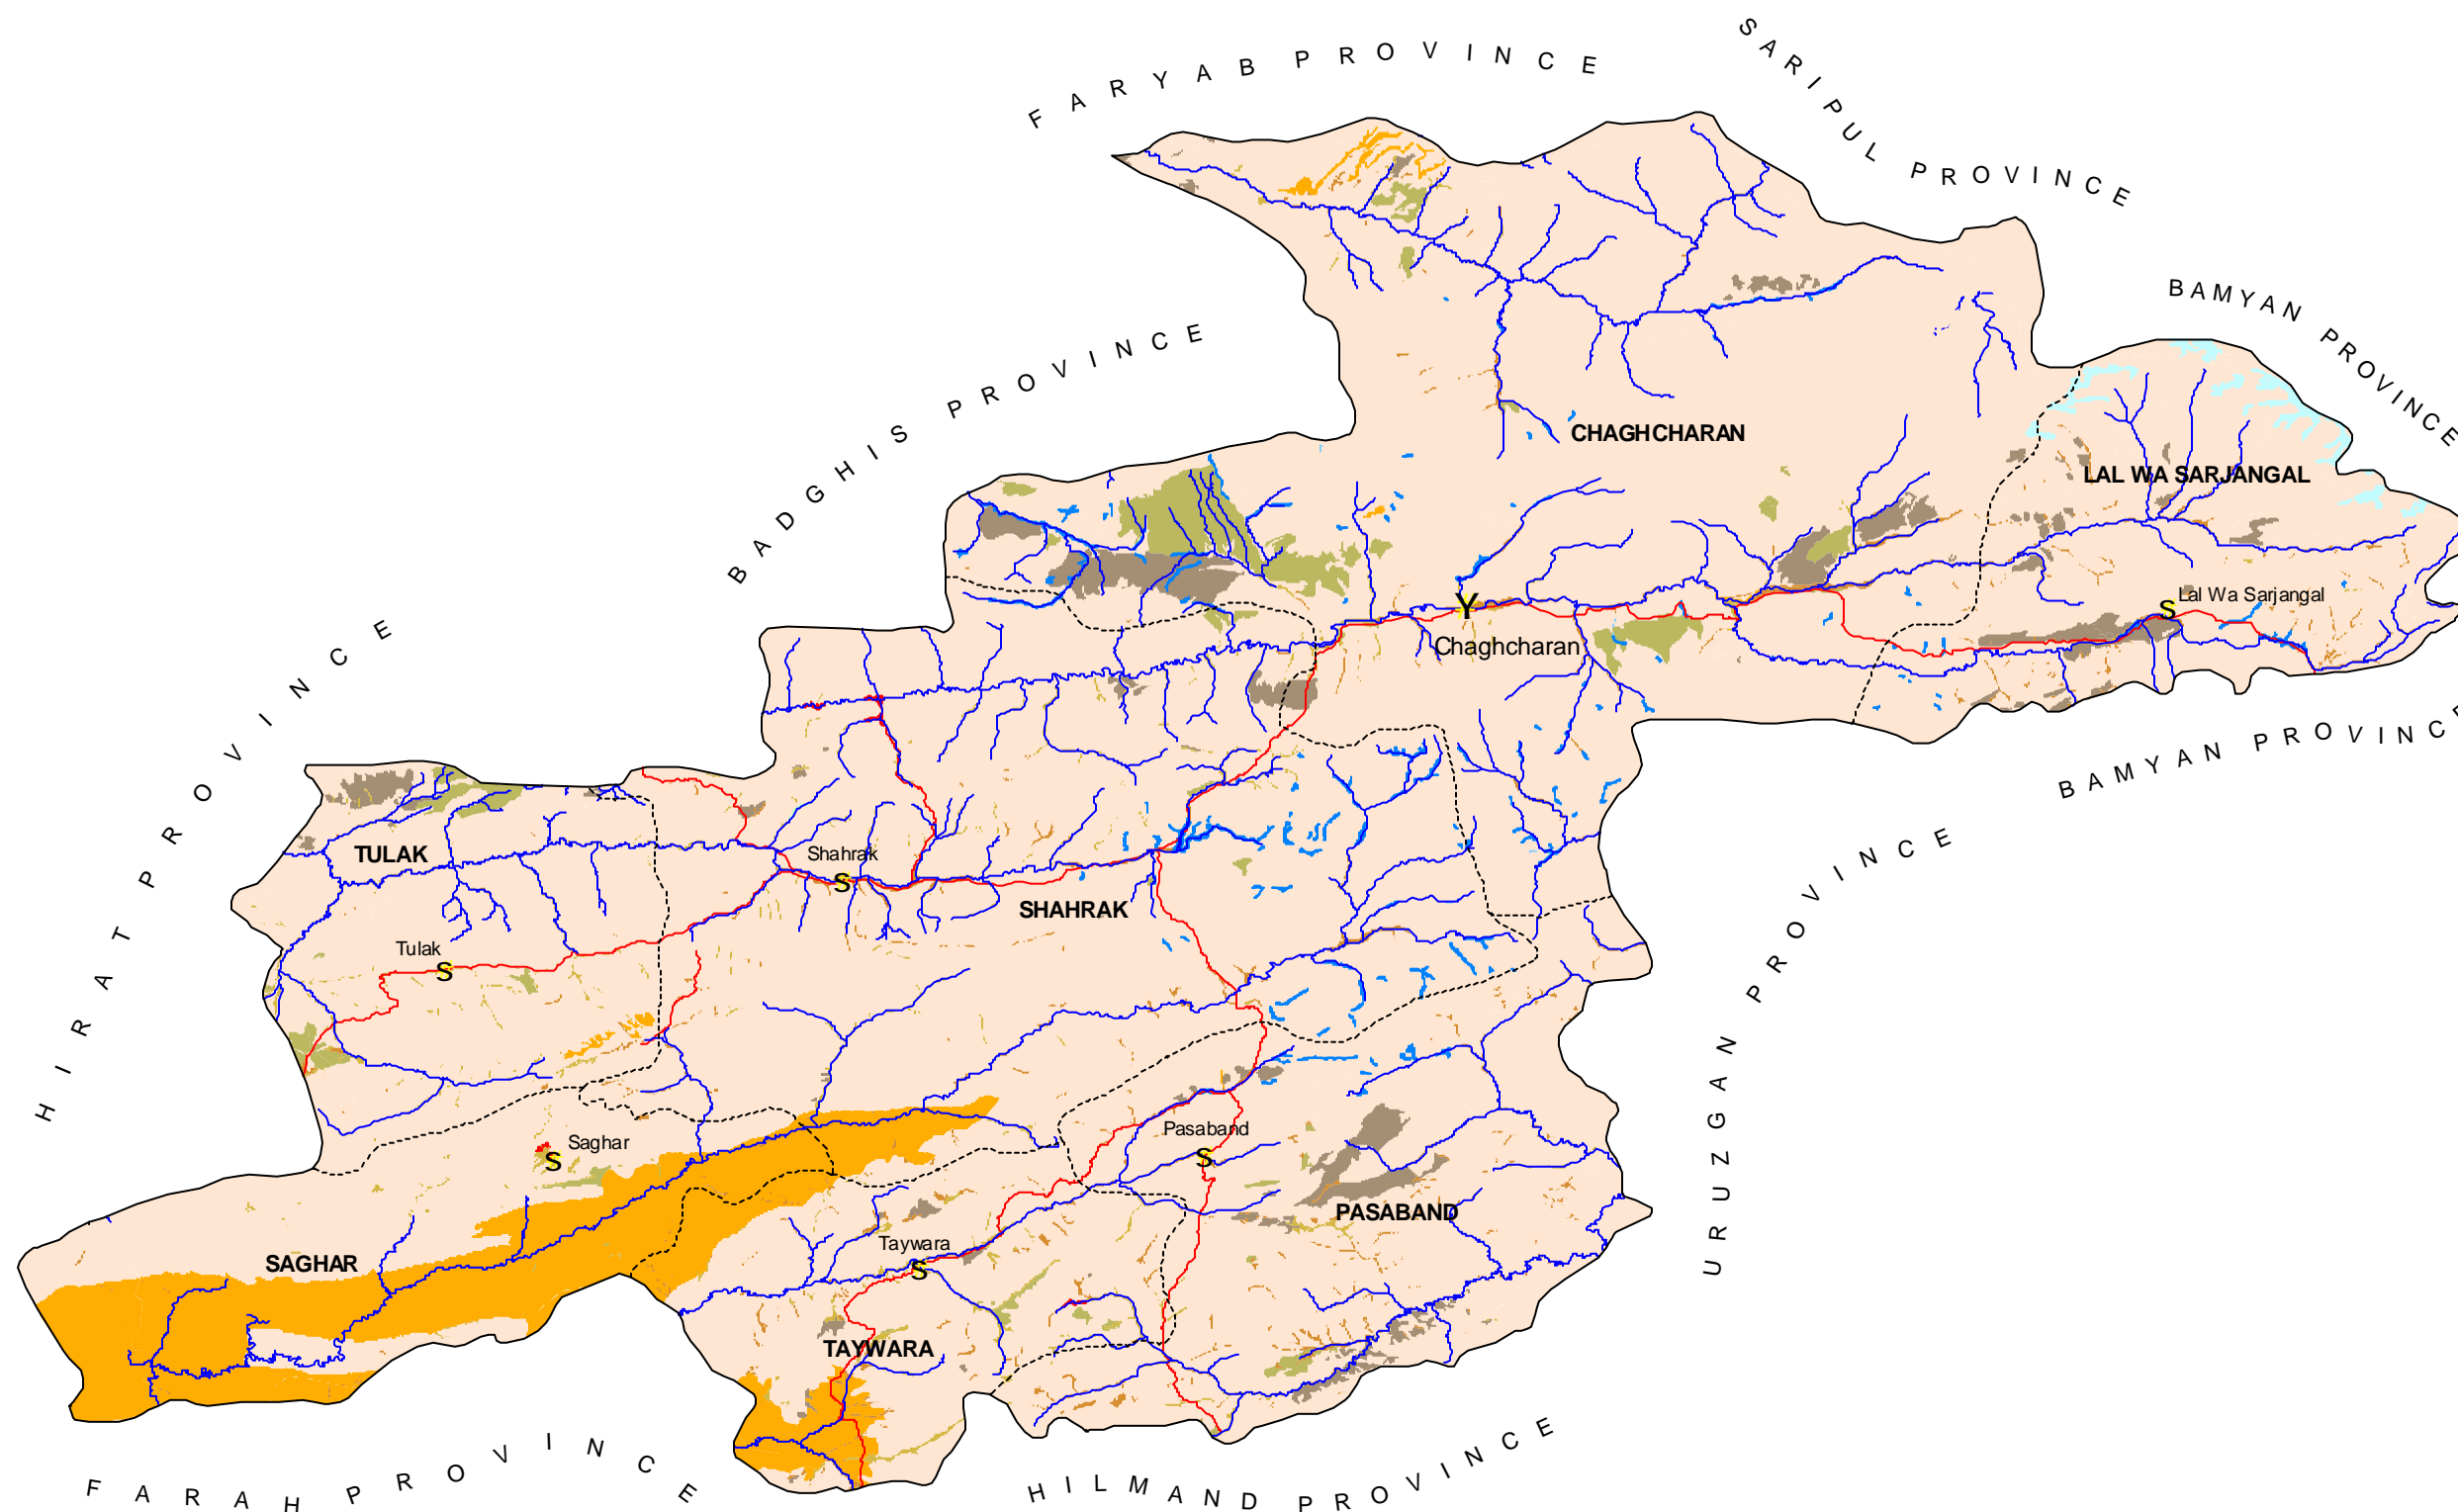 FARYAB PROVINCE
SARIPUL PROVINCE
BAMYAN PROVINCE
BADGHIS PROVINCE
CHAGHCHARAN
LAL WA SARJANGAL
S Lal Wa Sarjangal
Y
Chaghcharan
HIRAT PROVINCE
BAMYAN PROVINCE
TULAK
Shahrak
S
SHAHRAK
Tulak
S
URUZGAN PROVINCE
Saghar
S
Pasaband
S
PASABAND
SAGHAR
Taywara
S
TAYWARA
FARAH PROVINCE
HILMAND PROVINCE